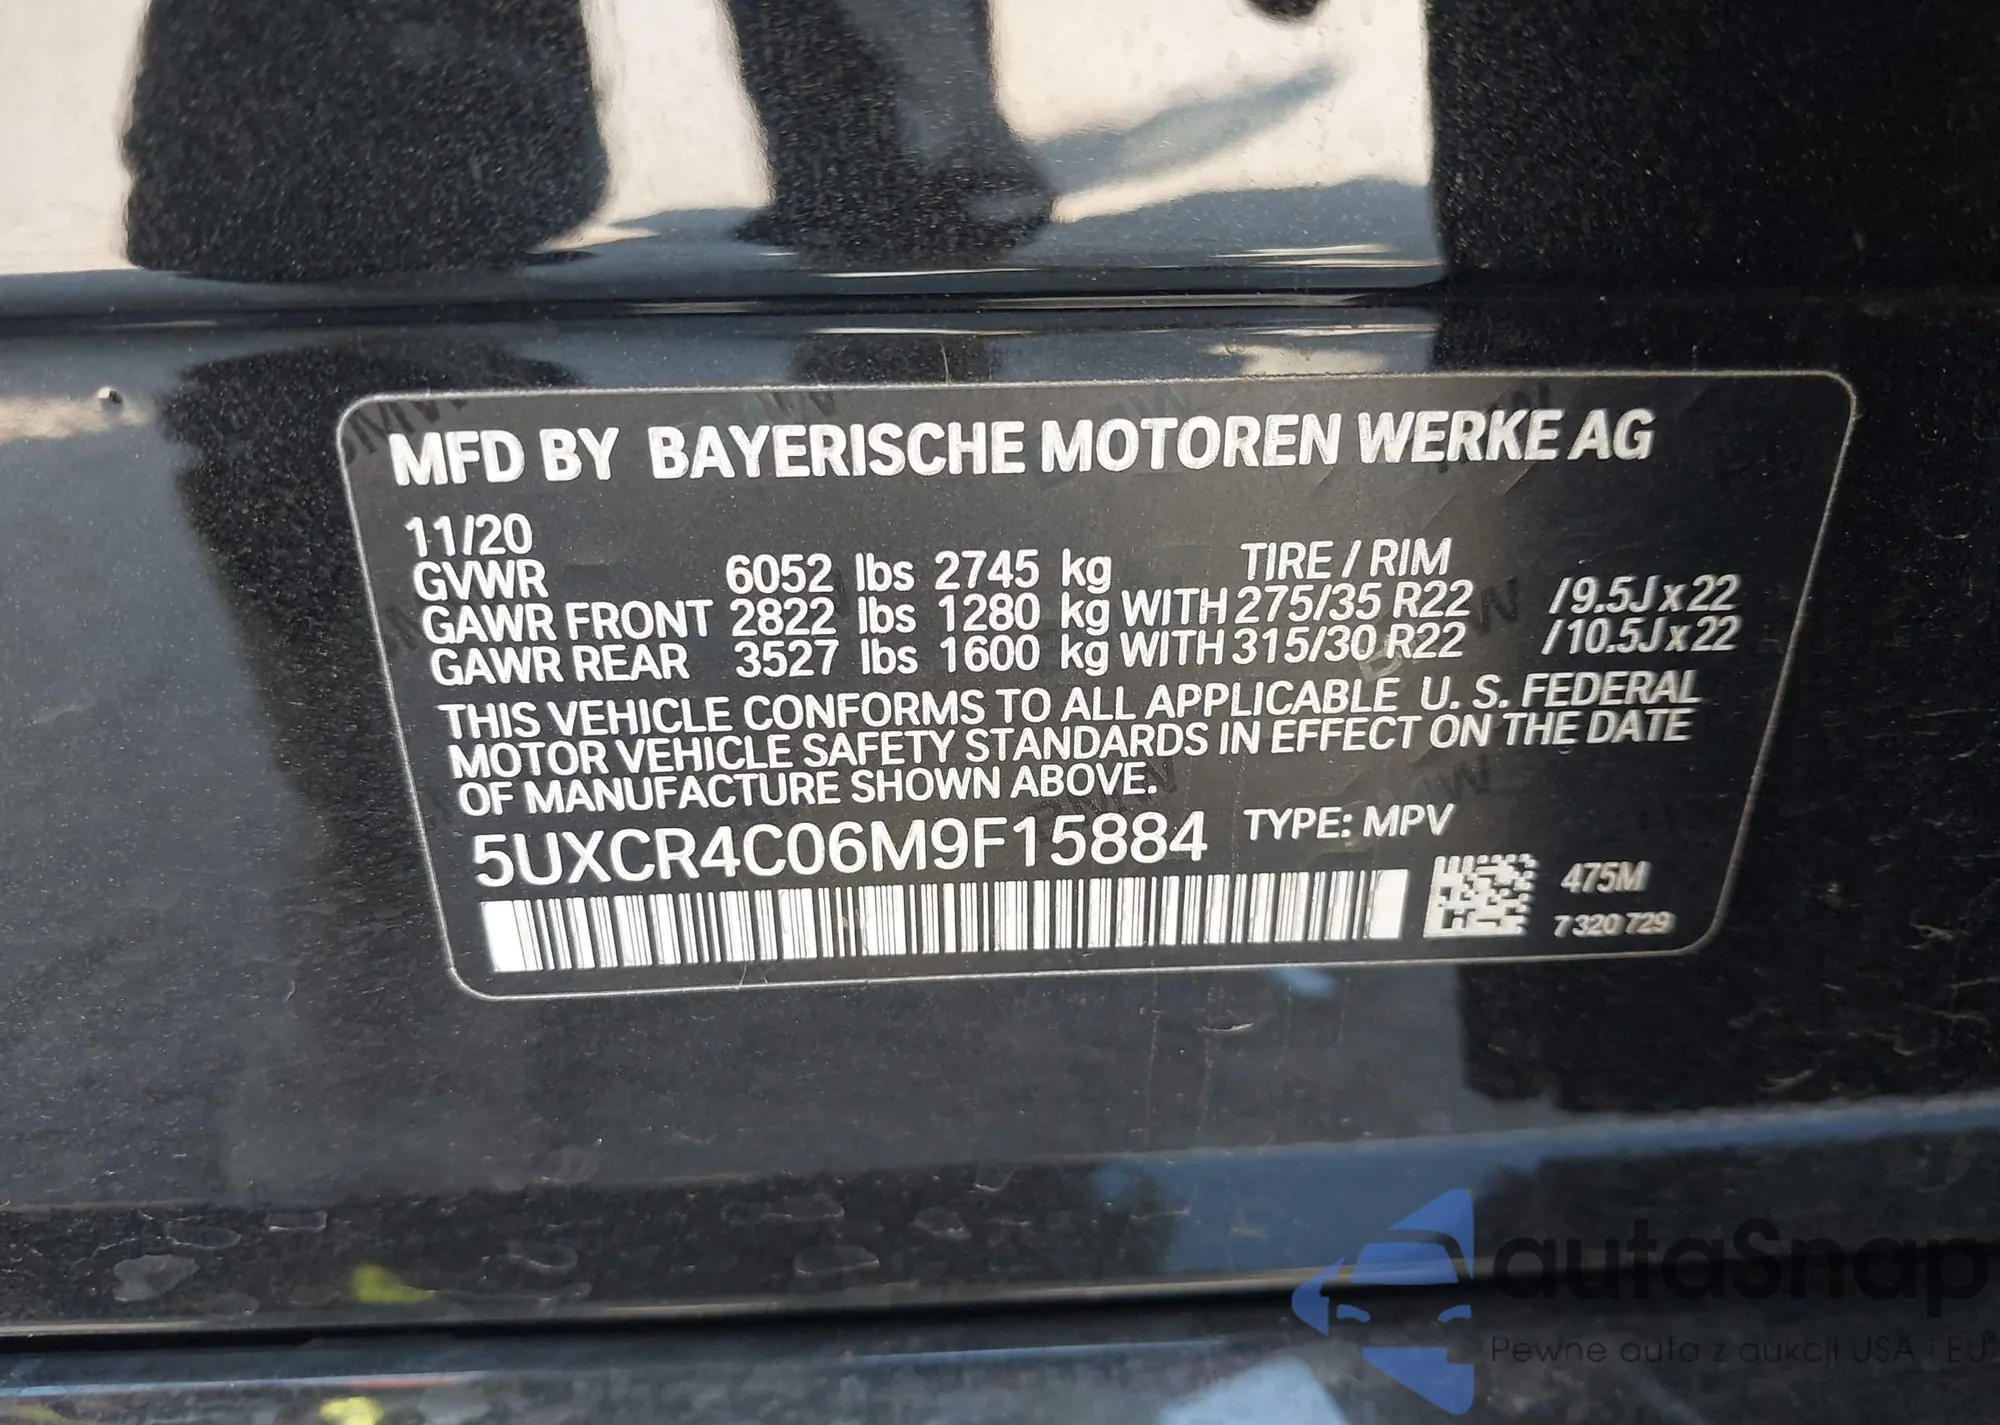 MFD BY BAYERISCHE MOTOREN WERKE AG
11/20
GVWR 6052 lbs 2745 kg TIRE / RIM
GAWR FRONT 2822 lbs 1280 kg WITH 275/35 R22 /9.5J x 22
GAWR REAR 3527 lbs 1600 kg WITH 315/30 R22 /10.5J x 22
THIS VEHICLE CONFORMS TO ALL APPLICABLE U. S. FEDERAL
MOTOR VEHICLE SAFETY STANDARDS IN EFFECT ON THE DATE
OF MANUFACTURE SHOWN ABOVE.
5UXCR4C06M9F15884 TYPE: MPV
475M
7 320 729
autaSnap
Pewne auta z aukcji USA i EU